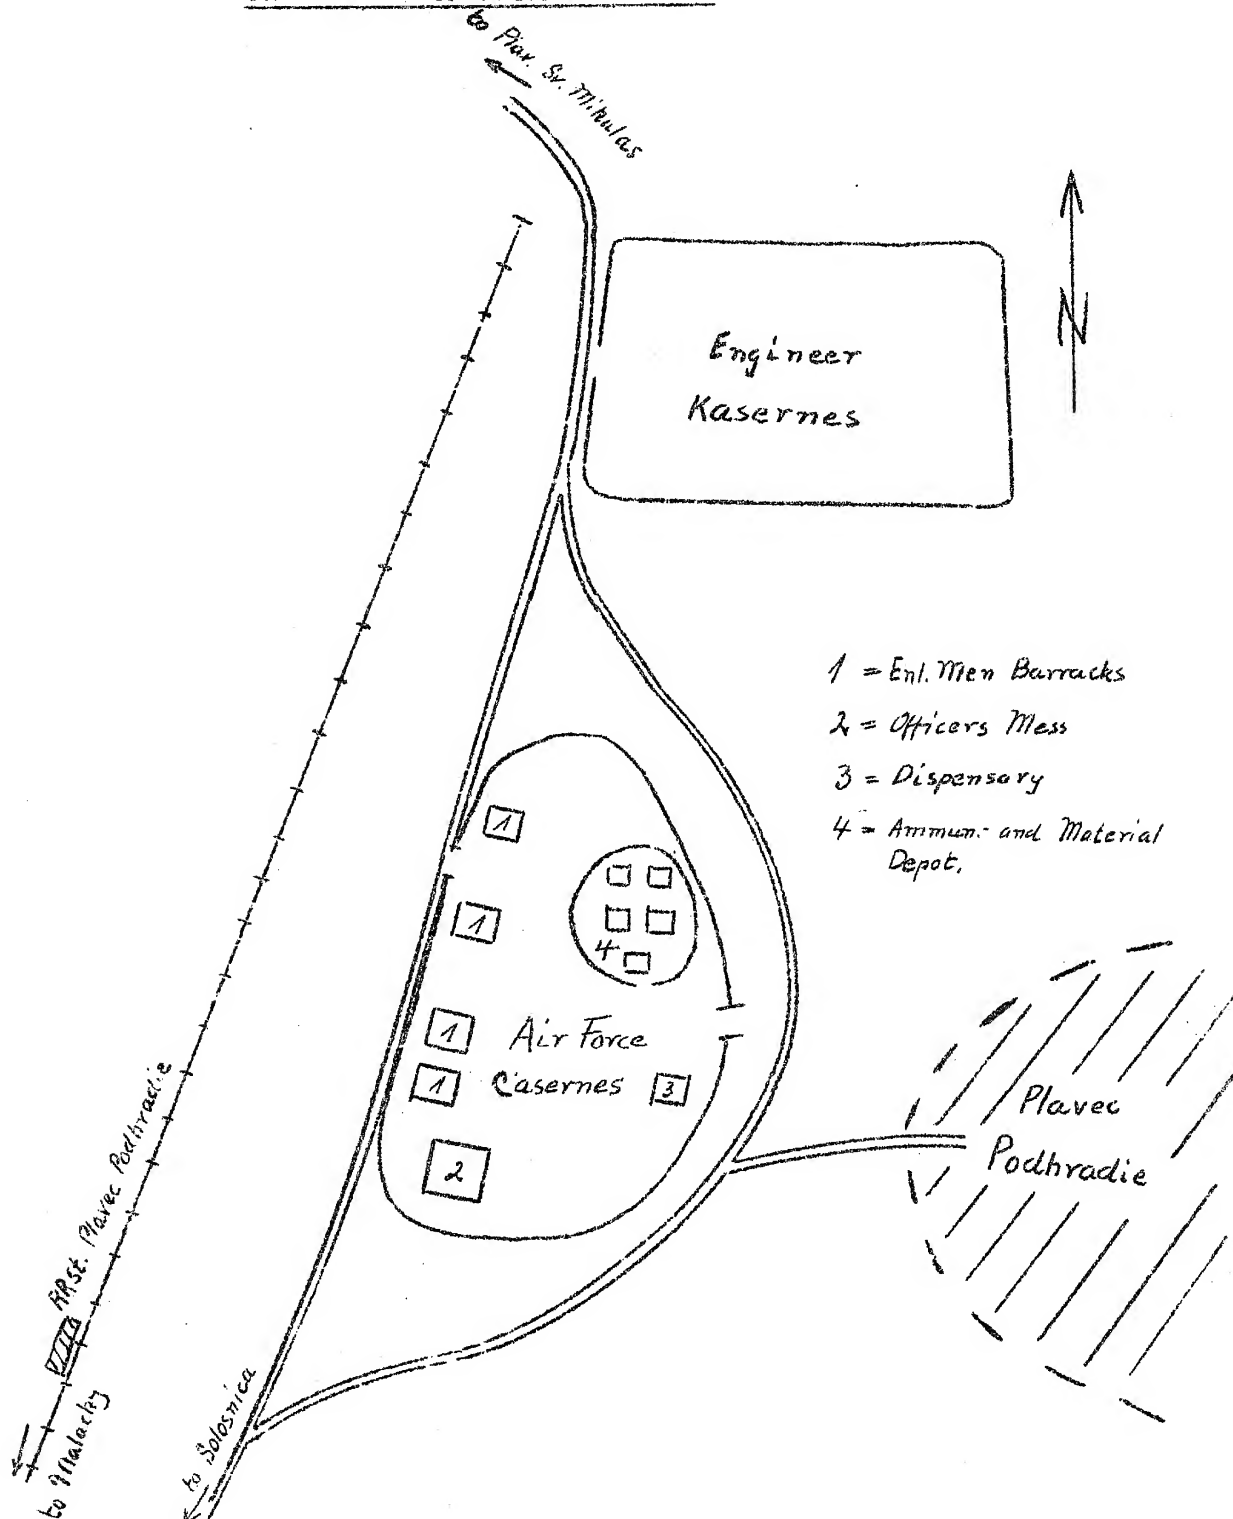 to Plav. Sv. Mikulas
N
Engineer
Kasernes
1 = Enl. Men Barracks
2 = Officers Mess
3 = Dispensary
4 = Ammun.- and Material
Depot.
1
1
4
1
Air Force
1
Casernes
3
2
Plavec
Podhradie
RRSt. Plavec Podhradie
to Malacky
to Solosnica